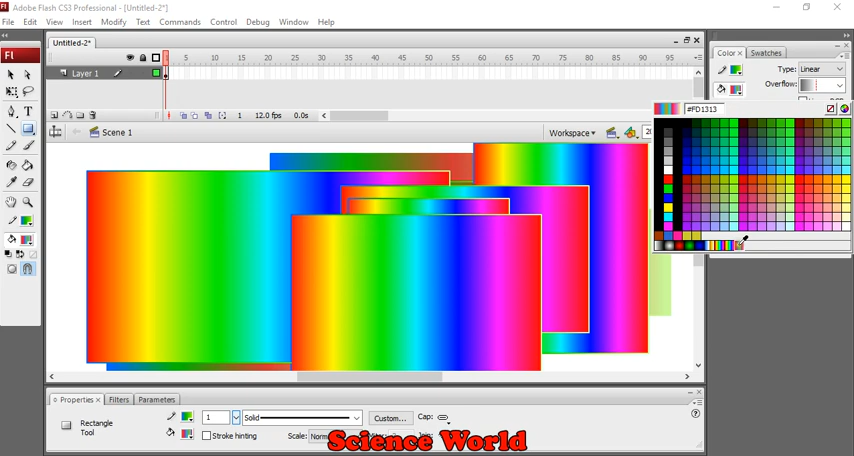 Adobe Flash CS3 Professional - [Untitled-2*]
File Edit View Insert Modify Text Commands Control Debug Window Help
Fl
Untitled-2*
5 10 15 20 25 30 35 40 45 50 55 60 65 70 75 80 85 90 95
Layer 1
1 12.0 fps 0.0s
Scene 1
Workspace
Color Swatches
Type: Linear
Overflow:
#FD1313
Properties Filters Parameters
Rectangle
Tool
1 Solid Custom... Cap:
Stroke hinting Scale:
Science World